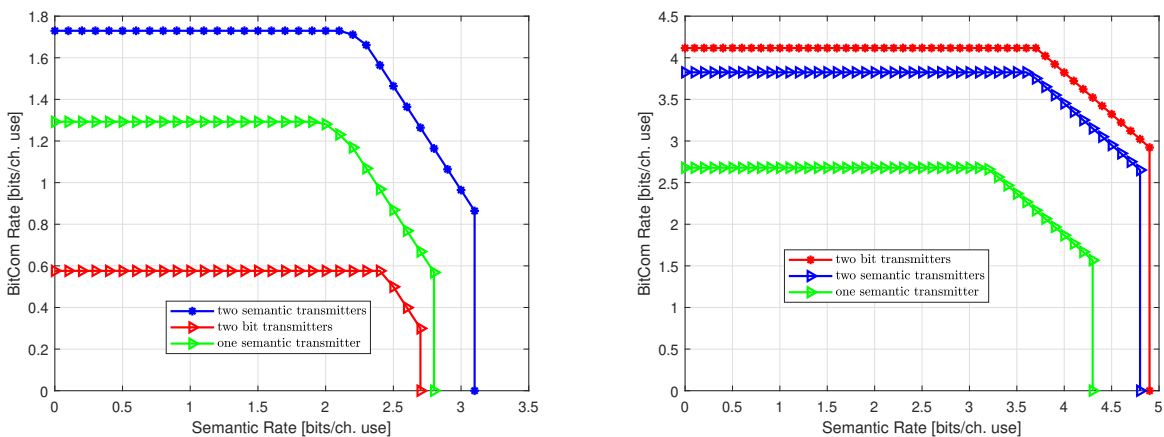 1.8
1.6
1.4
1.2
1
0.8
0.6
0.4
0.2
0
BitCom Rate [bits/ch. use]
two semantic transmitters
two bit transmitters
one semantic transmitter
0 0.5 1 1.5 2 2.5 3 3.5
Semantic Rate [bits/ch. use]
4.5
4
3.5
3
2.5
2
1.5
1
0.5
0
BitCom Rate [bits/ch. use]
two bit transmitters
two semantic transmitters
one semantic transmitter
0 0.5 1 1.5 2 2.5 3 3.5 4 4.5 5
Semantic Rate [bits/ch. use]